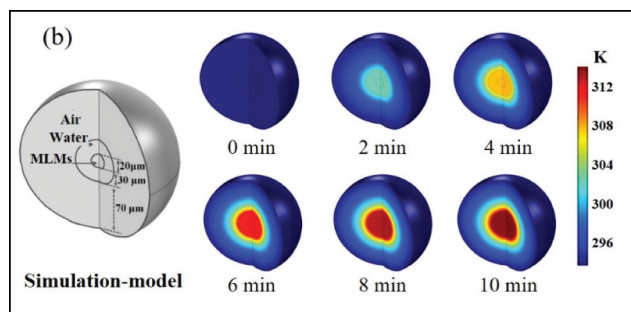 (b)
Air
Water
MLMs
20μm
30 μm
70 μm
Simulation-model
0 min
2 min
4 min
6 min
8 min
10 min
K
312
308
304
300
296